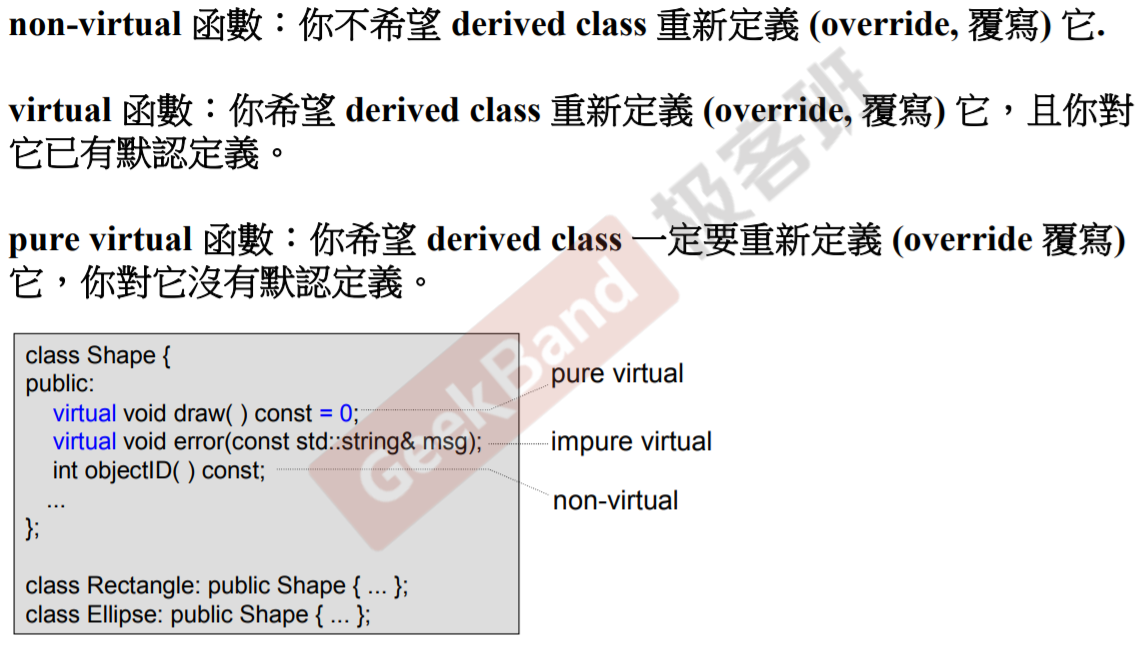 non-virtual 函數：你不希望 derived class 重新定義 (override, 覆寫) 它.
virtual 函數：你希望 derived class 重新定義 (override, 覆寫) 它，且你對
它已有默認定義。
pure virtual 函數：你希望 derived class 一定要重新定義 (override 覆寫)
它，你對它沒有默認定義。
class Shape {
public:
virtual void draw( ) const = 0;
pure virtual
virtual void error(const std::string& msg);
impure virtual
int objectID( ) const;
non-virtual
...
};
class Rectangle: public Shape { ... };
class Ellipse: public Shape { ... };
GeekBand 极客班